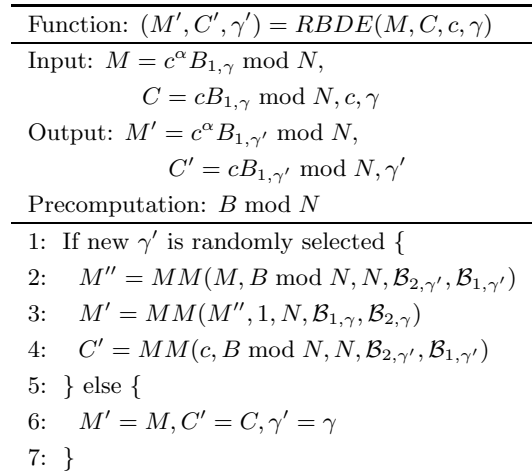 Function: (M′, C′, γ′) = RBDE(M, C, c, γ)
Input: M = c^α B_{1,γ} mod N,
C = cB_{1,γ} mod N, c, γ
Output: M′ = c^α B_{1,γ′} mod N,
C′ = cB_{1,γ′} mod N, γ′
Precomputation: B mod N
1: If new γ′ is randomly selected {
2: M″ = MM(M, B mod N, N, ℬ_{2,γ′}, ℬ_{1,γ′})
3: M′ = MM(M″, 1, N, ℬ_{1,γ}, ℬ_{2,γ})
4: C′ = MM(c, B mod N, N, ℬ_{2,γ′}, ℬ_{1,γ′})
5: } else {
6: M′ = M, C′ = C, γ′ = γ
7: }